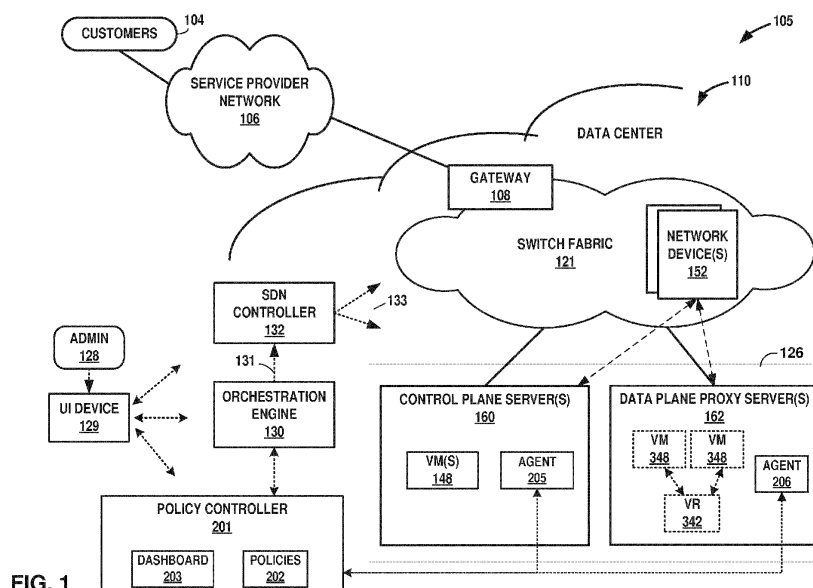 CUSTOMERS
104
105
SERVICE PROVIDER
NETWORK
106
110
DATA CENTER
GATEWAY
108
SWITCH FABRIC
121
NETWORK
DEVICE(S)
152
SDN
CONTROLLER
132
133
ADMIN
128
131
126
UI DEVICE
129
ORCHESTRATION
ENGINE
130
CONTROL PLANE SERVER(S)
160
VM(S)
148
AGENT
205
DATA PLANE PROXY SERVER(S)
162
VM
348
VM
348
AGENT
206
VR
342
POLICY CONTROLLER
201
DASHBOARD
203
POLICIES
202
FIG. 1